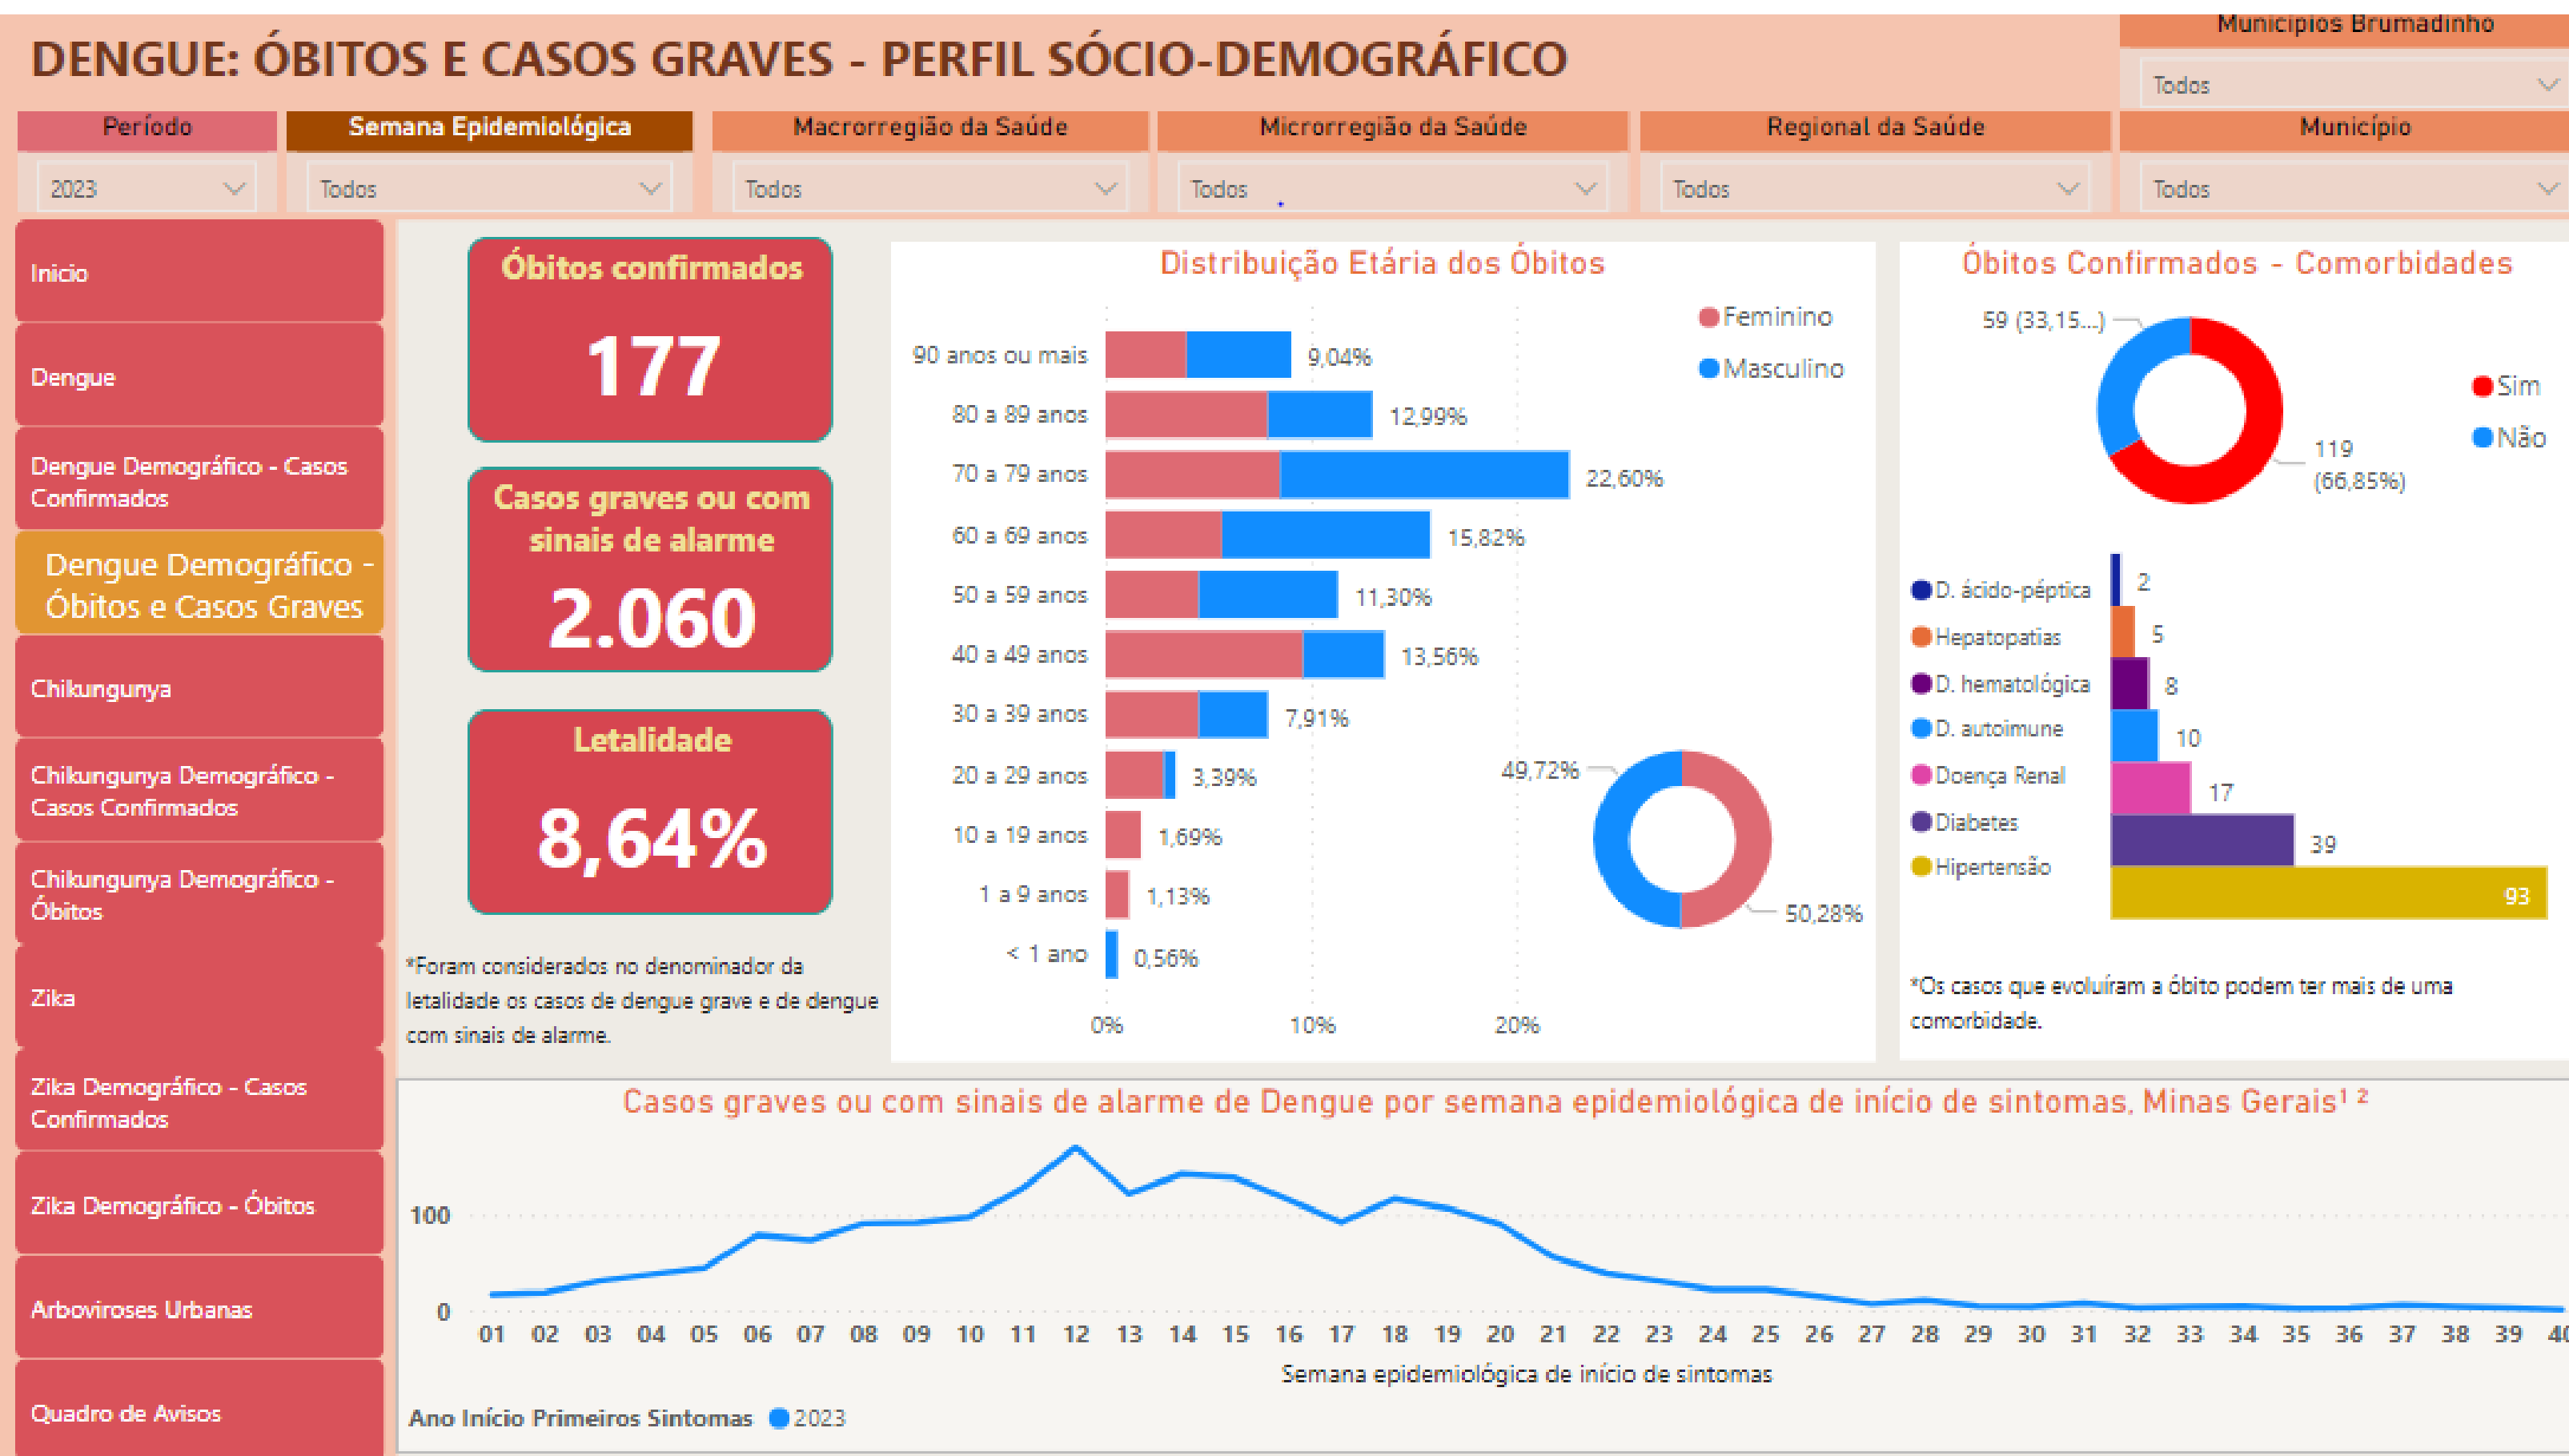 DENGUE: ÓBITOS E CASOS GRAVES - PERFIL SÓCIO-DEMOGRÁFICO
Municípios Brumadinho
Todos
Período
Semana Epidemiológica
Macrorregião da Saúde
Microrregião da Saúde
Regional da Saúde
Município
2023
Todos
Todos
Todos
Todos
Todos
Inicio
Dengue
Dengue Demográfico - Casos
Confirmados
Dengue Demográfico -
Óbitos e Casos Graves
Chikungunya
Chikungunya Demográfico -
Casos Confirmados
Chikungunya Demográfico -
Óbitos
Zika
Zika Demográfico - Casos
Confirmados
Zika Demográfico - Óbitos
Arboviroses Urbanas
Quadro de Avisos
Óbitos confirmados
177
Casos graves ou com
sinais de alarme
2.060
Letalidade
8,64%
*Foram considerados no denominador da
letalidade os casos de dengue grave e de dengue
com sinais de alarme.
Distribuição Etária dos Óbitos
Feminino
Masculino
90 anos ou mais 9,04%
80 a 89 anos 12,99%
70 a 79 anos 22,60%
60 a 69 anos 15,82%
50 a 59 anos 11,30%
40 a 49 anos 13,56%
30 a 39 anos 7,91%
20 a 29 anos 3,39%
10 a 19 anos 1,69%
1 a 9 anos 1,13%
< 1 ano 0,56%
0% 10% 20%
49,72%
50,28%
Óbitos Confirmados - Comorbidades
59 (33,15...)
Sim
Não
119
(66,85%)
D. ácido-péptica 2
Hepatopatias 5
D. hematológica 8
D. autoimune 10
Doença Renal 17
Diabetes 39
Hipertensão 93
*Os casos que evoluíram a óbito podem ter mais de uma
comorbidade.
Casos graves ou com sinais de alarme de Dengue por semana epidemiológica de início de sintomas, Minas Gerais¹ ²
100
0
01 02 03 04 05 06 07 08 09 10 11 12 13 14 15 16 17 18 19 20 21 22 23 24 25 26 27 28 29 30 31 32 33 34 35 36 37 38 39 40
Semana epidemiológica de início de sintomas
Ano Início Primeiros Sintomas 2023